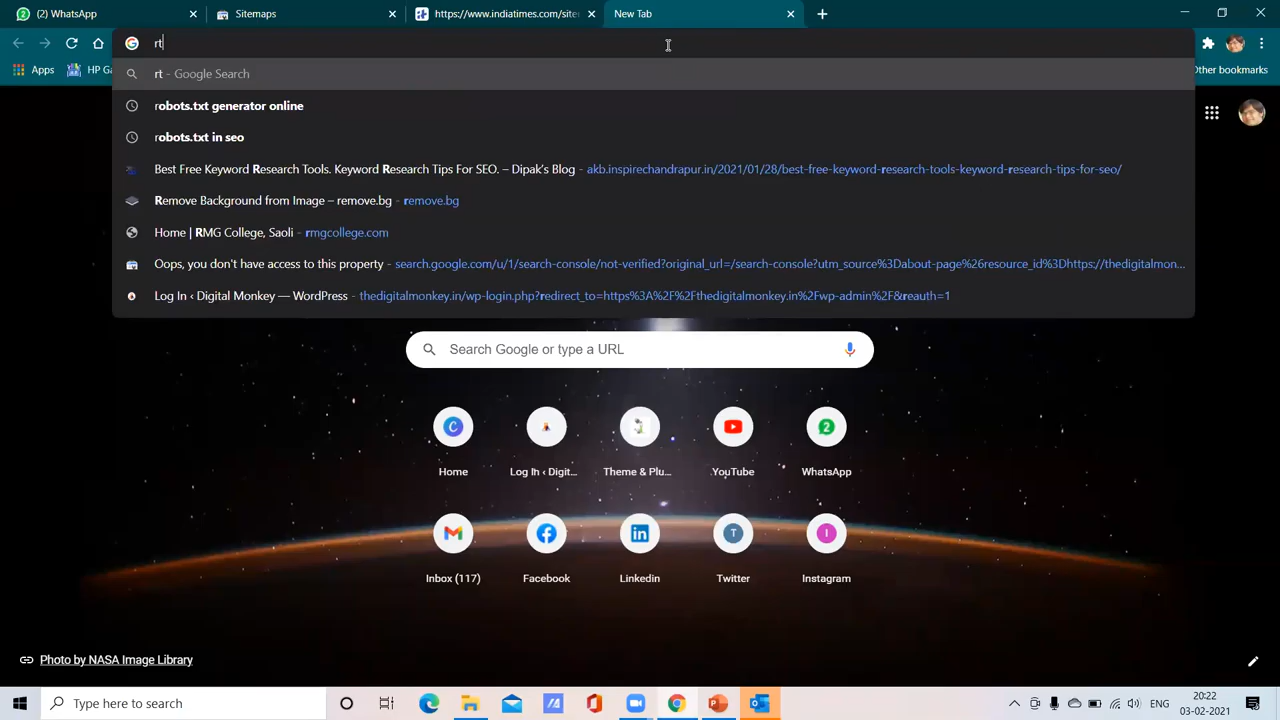 (2) WhatsApp
Sitemaps
https://www.indiatimes.com/site
New Tab
rt
Apps
HP Ga
Other bookmarks
rt - Google Search
robots.txt generator online
robots.txt in seo
Best Free Keyword Research Tools. Keyword Research Tips For SEO. – Dipak's Blog - akb.inspirechandrapur.in/2021/01/28/best-free-keyword-research-tools-keyword-research-tips-for-seo/
Remove Background from Image – remove.bg - remove.bg
Home | RMG College, Saoli - rmgcollege.com
Oops, you don't have access to this property - search.google.com/u/1/search-console/not-verified?original_url=/search-console?utm_source%3Dabout-page%26resource_id%3Dhttps://thedigitalmon...
Log In ‹ Digital Monkey — WordPress - thedigitalmonkey.in/wp-login.php?redirect_to=https%3A%2F%2Fthedigitalmonkey.in%2Fwp-admin%2F&reauth=1
Search Google or type a URL
Home
Log In ‹ Digit...
Theme & Plu...
YouTube
WhatsApp
Inbox (117)
Facebook
Linkedin
Twitter
Instagram
Photo by NASA Image Library
Type here to search
ENG
20:22
03-02-2021